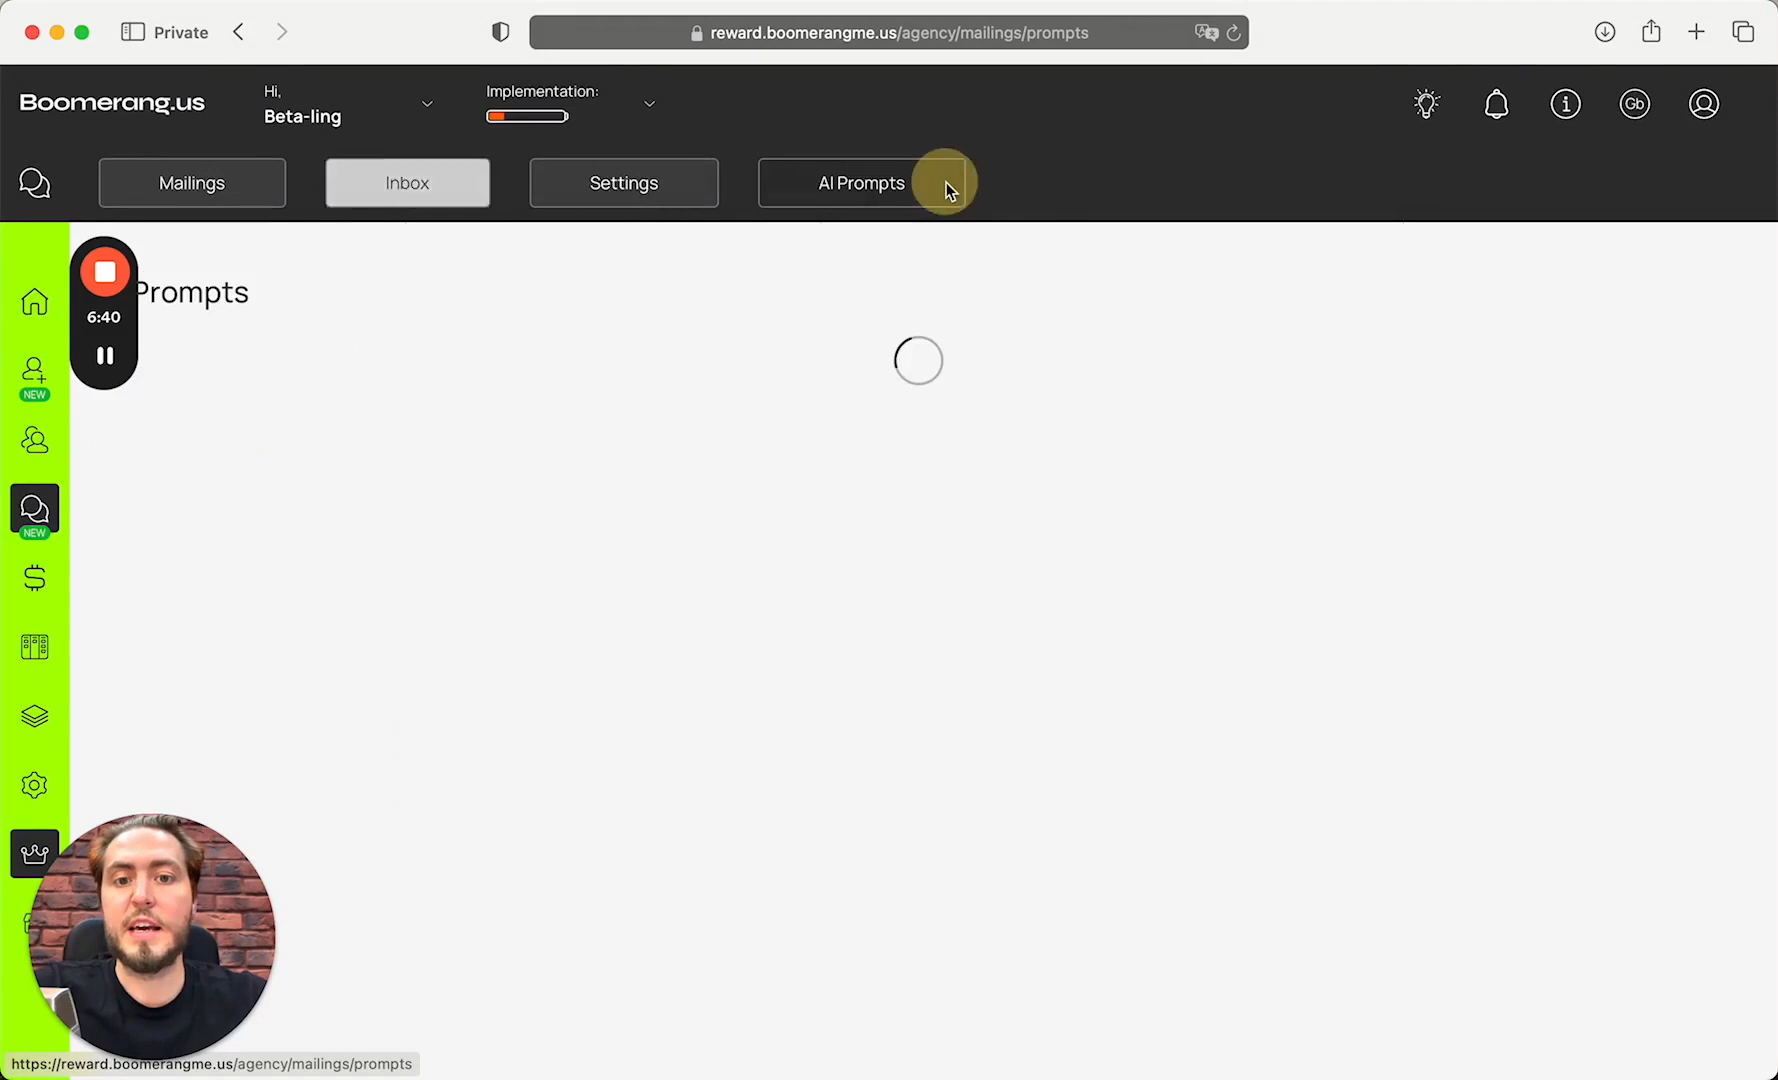 Private
reward.boomerangme.us/agency/mailings/prompts
Boomerang.us
Hi,
Beta-ling
Implementation:
Gb
Mailings
Inbox
Settings
AI Prompts
Prompts
6:40
NEW
NEW
https://reward.boomerangme.us/agency/mailings/prompts